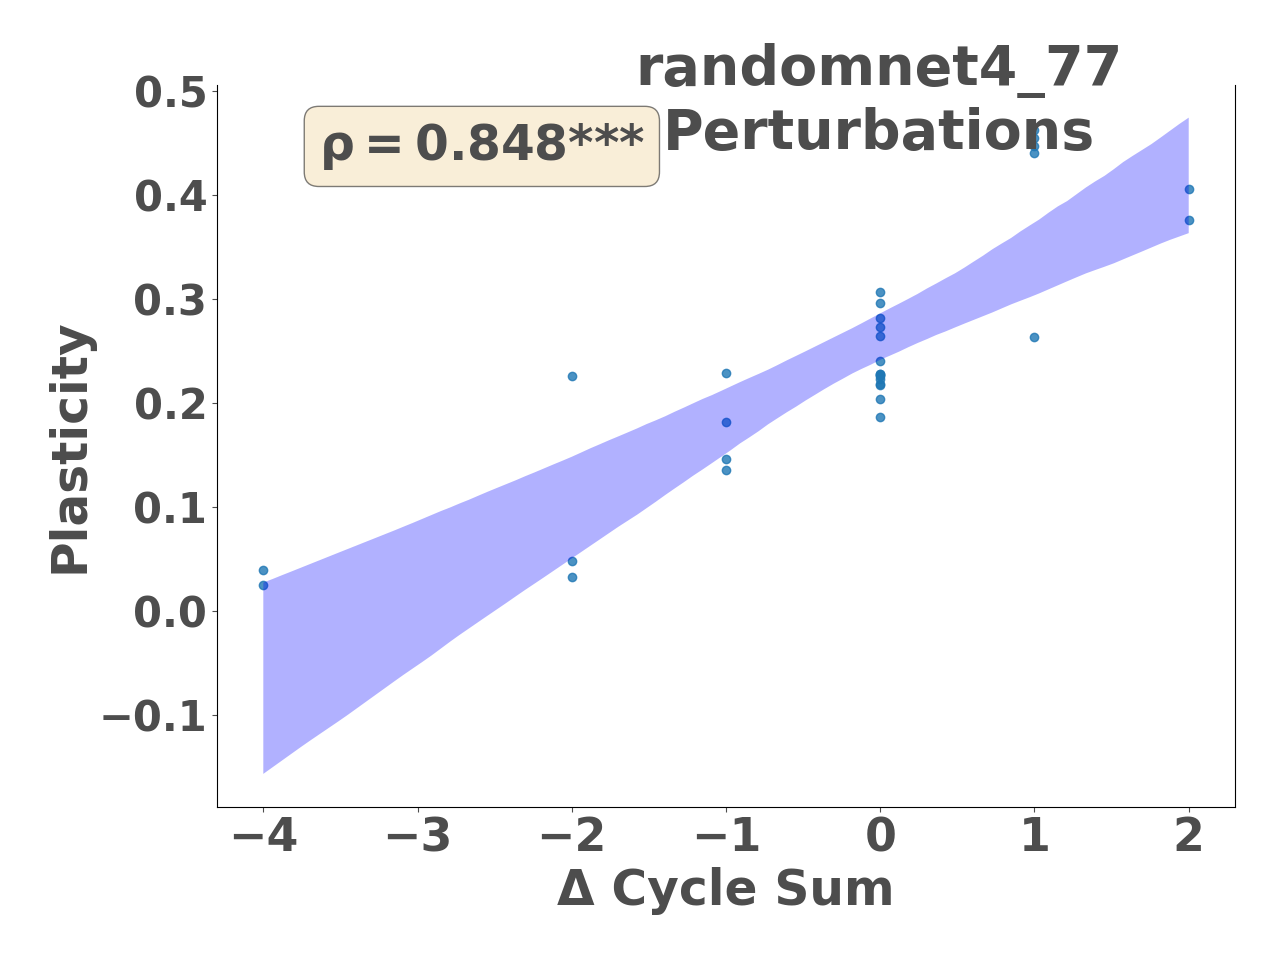 randomnet4_77
Perturbations
ρ = 0.848***
0.5
0.4
0.3
0.2
0.1
0.0
−0.1
Plasticity
−4 −3 −2 −1 0 1 2
Δ Cycle Sum